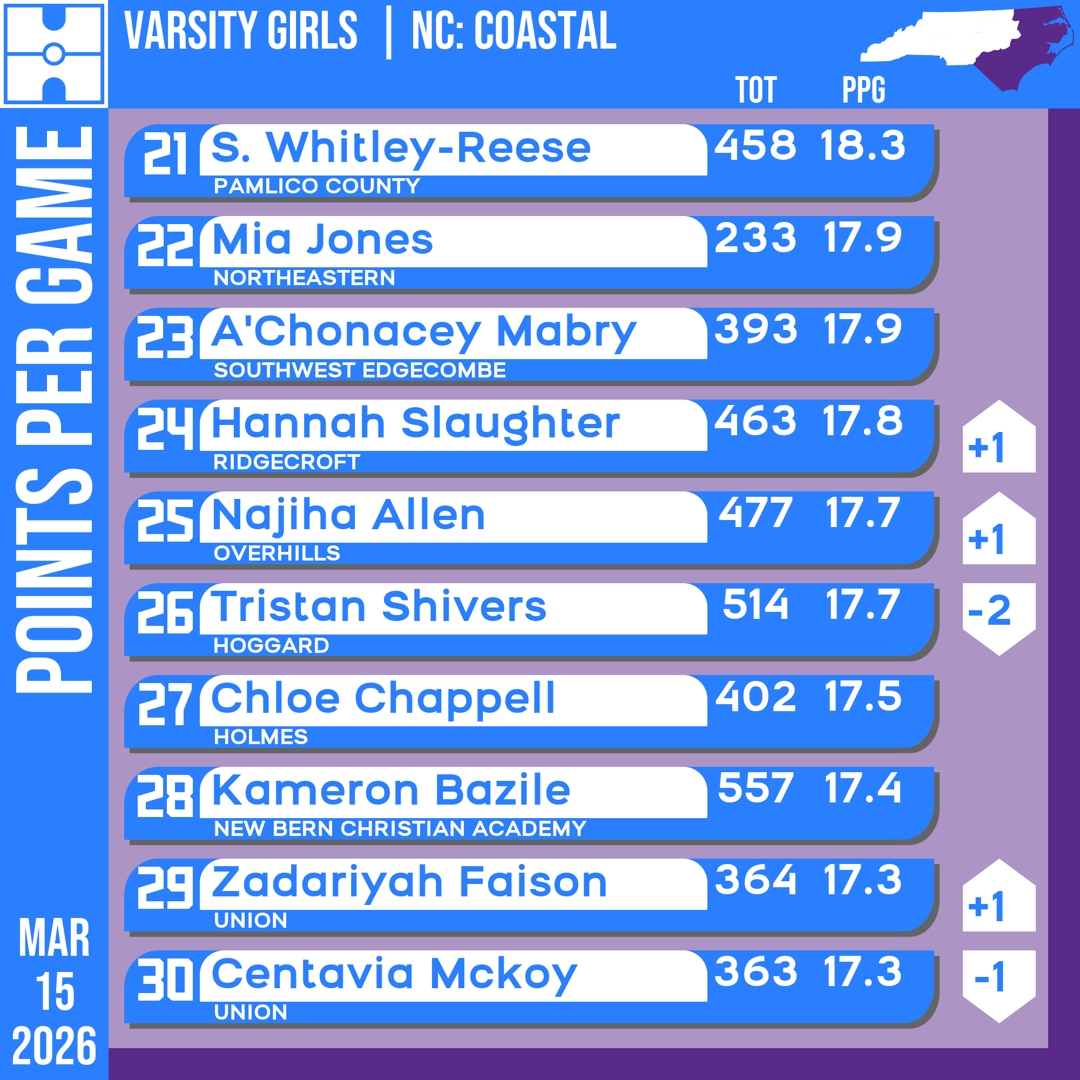 VARSITY GIRLS | NC: COASTAL
TOT PPG
POINTS PER GAME
21 S. Whitley-Reese 458 18.3
PAMLICO COUNTY
22 Mia Jones 233 17.9
NORTHEASTERN
23 A'Chonacey Mabry 393 17.9
SOUTHWEST EDGECOMBE
24 Hannah Slaughter 463 17.8 +1
RIDGECROFT
25 Najiha Allen 477 17.7 +1
OVERHILLS
26 Tristan Shivers 514 17.7 -2
HOGGARD
27 Chloe Chappell 402 17.5
HOLMES
28 Kameron Bazile 557 17.4
NEW BERN CHRISTIAN ACADEMY
29 Zadariyah Faison 364 17.3 +1
UNION
30 Centavia Mckoy 363 17.3 -1
UNION
MAR
15
2026